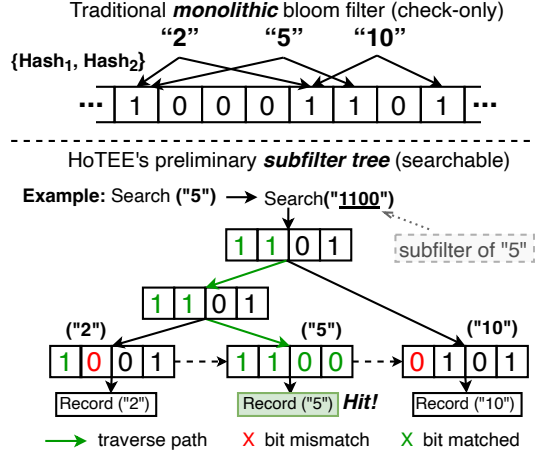 Traditional monolithic bloom filter (check-only)
“2” “5” “10”
{Hash1, Hash2}
... 1 0 0 0 1 1 0 1 ...
HoTEE's preliminary subfilter tree (searchable)
Example: Search ("5") Search("1100")
subfilter of "5"
1 1 0 1
1 1 0 1
("2") ("5") ("10")
1 0 0 1 1 1 0 0 0 1 0 1
Record ("2") Record ("5") Hit! Record ("10")
traverse path X bit mismatch X bit matched